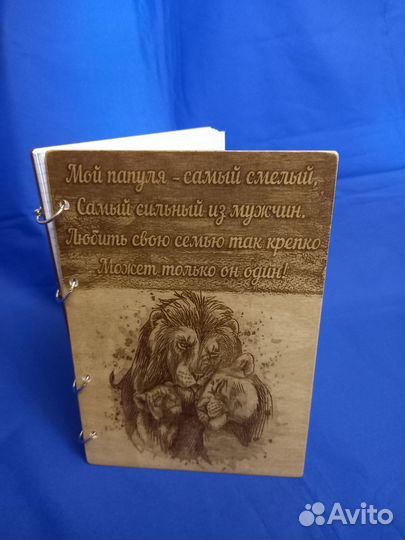 Мой папуля - самый смелый,
Самый сильный из мужчин.
Любить свою семью так крепко
Может только он один!
Avito